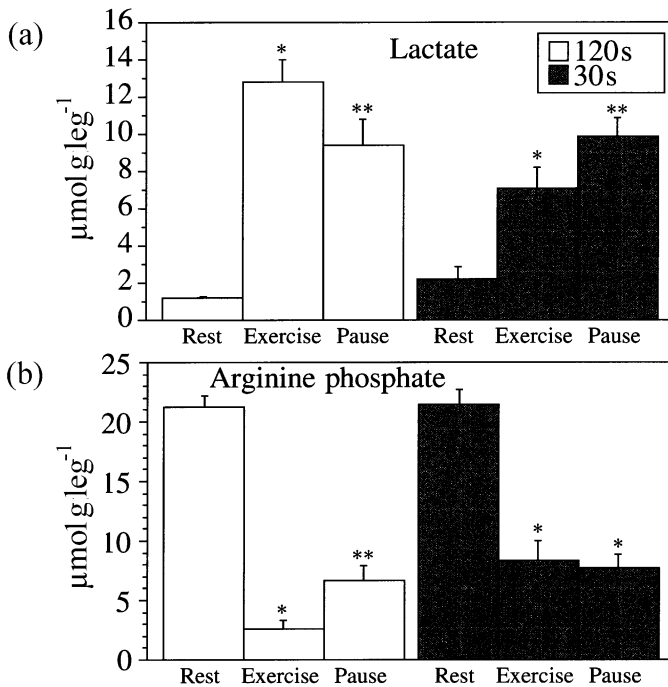 (a)
Lactate
120s
30s
μmol g leg⁻¹
16
14
12
10
8
6
4
2
0
*
**
*
**
Rest Exercise Pause Rest Exercise Pause
(b)
Arginine phosphate
μmol g leg⁻¹
25
20
15
10
5
0
*
**
*
*
Rest Exercise Pause Rest Exercise Pause